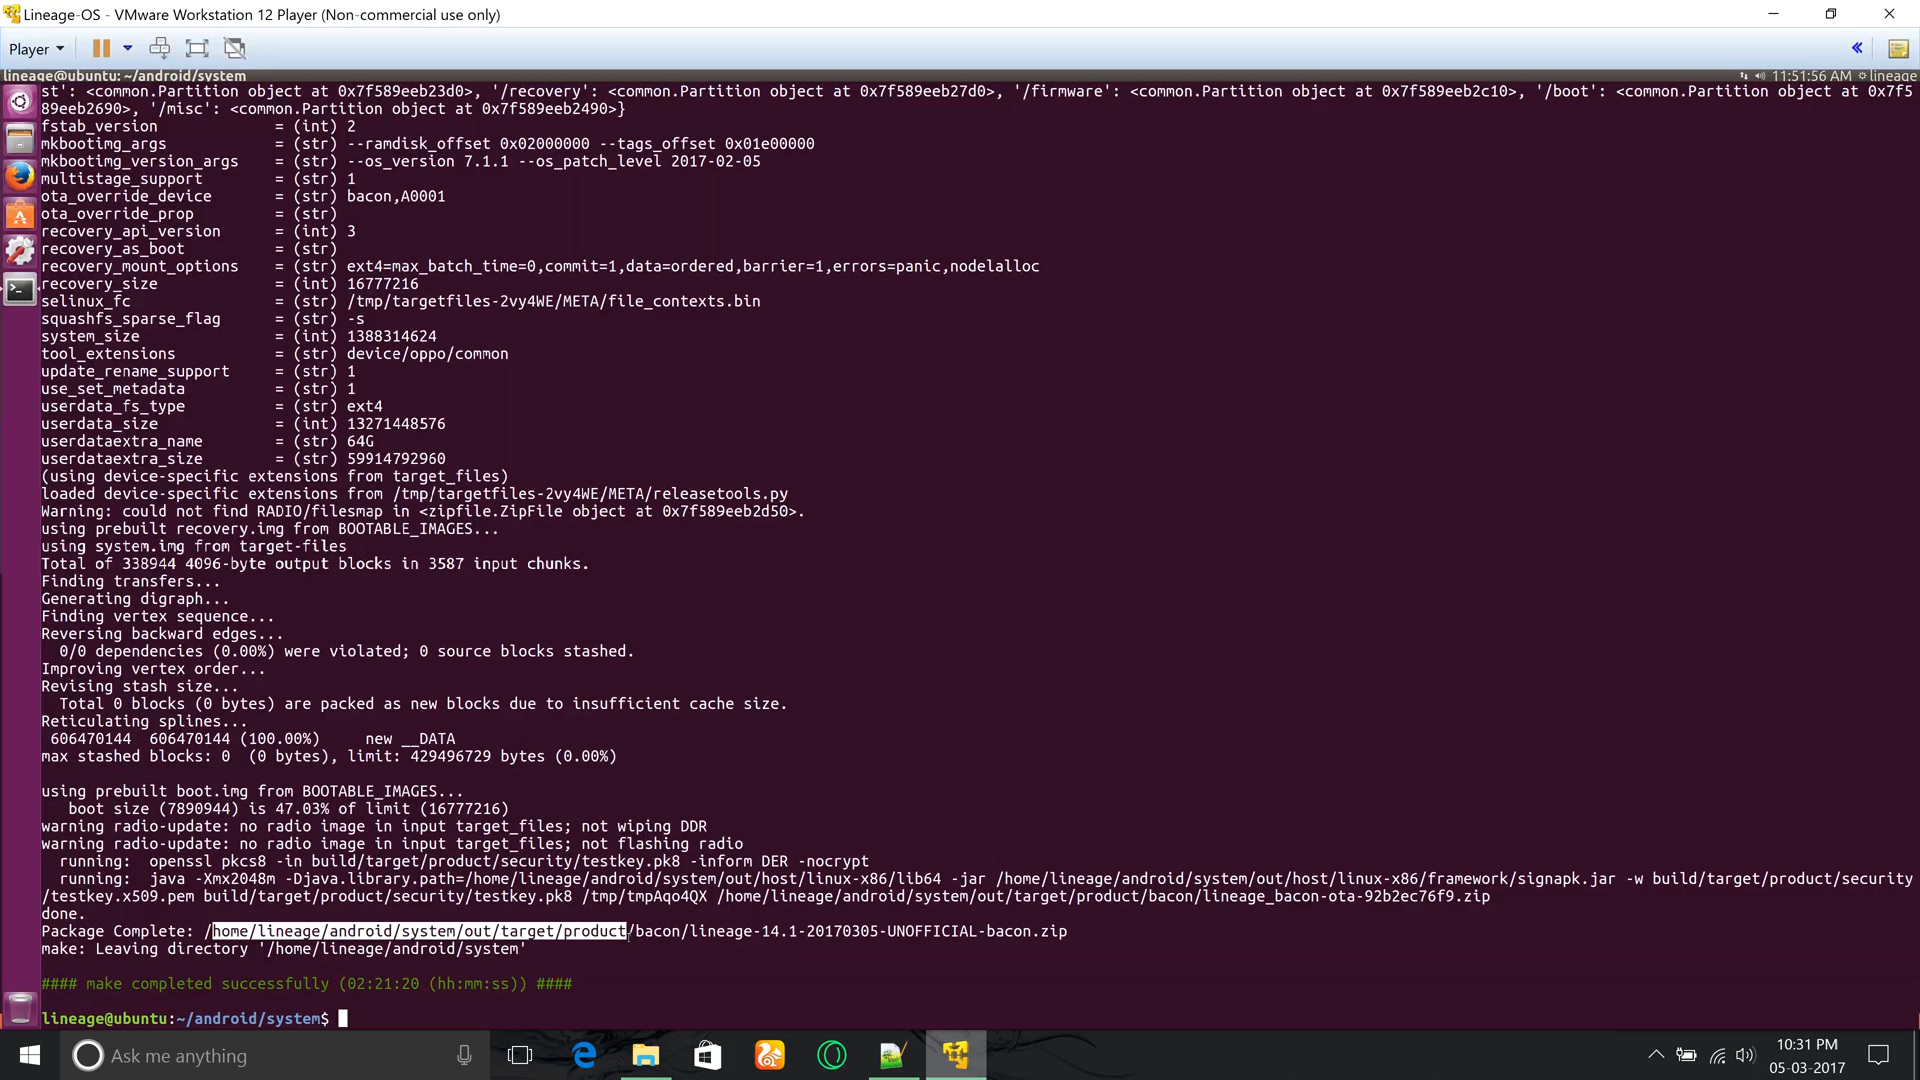 Lineage-OS - VMware Workstation 12 Player (Non-commercial use only)
Player
lineage@ubuntu: ~/android/system
11:51:56 AM lineage
st': <common.Partition object at 0x7f589eeb23d0>, '/recovery': <common.Partition object at 0x7f589eeb27d0>, '/firmware': <common.Partition object at 0x7f589eeb2c10>, '/boot': <common.Partition object at 0x7f5
89eeb2690>, '/misc': <common.Partition object at 0x7f589eeb2490>}
fstab_version = (int) 2
mkbootimg_args = (str) --ramdisk_offset 0x02000000 --tags_offset 0x01e00000
mkbootimg_version_args = (str) --os_version 7.1.1 --os_patch_level 2017-02-05
multistage_support = (str) 1
ota_override_device = (str) bacon,A0001
ota_override_prop = (str)
recovery_api_version = (int) 3
recovery_as_boot = (str)
recovery_mount_options = (str) ext4=max_batch_time=0,commit=1,data=ordered,barrier=1,errors=panic,nodelalloc
recovery_size = (int) 16777216
selinux_fc = (str) /tmp/targetfiles-2vy4WE/META/file_contexts.bin
squashfs_sparse_flag = (str) -s
system_size = (int) 1388314624
tool_extensions = (str) device/oppo/common
update_rename_support = (str) 1
use_set_metadata = (str) 1
userdata_fs_type = (str) ext4
userdata_size = (int) 13271448576
userdataextra_name = (str) 64G
userdataextra_size = (str) 59914792960
(using device-specific extensions from target_files)
loaded device-specific extensions from /tmp/targetfiles-2vy4WE/META/releasetools.py
Warning: could not find RADIO/filesmap in <zipfile.ZipFile object at 0x7f589eeb2d50>.
using prebuilt recovery.img from BOOTABLE_IMAGES...
using system.img from target-files
Total of 338944 4096-byte output blocks in 3587 input chunks.
Finding transfers...
Generating digraph...
Finding vertex sequence...
Reversing backward edges...
0/0 dependencies (0.00%) were violated; 0 source blocks stashed.
Improving vertex order...
Revising stash size...
Total 0 blocks (0 bytes) are packed as new blocks due to insufficient cache size.
Reticulating splines...
606470144 606470144 (100.00%) new __DATA
max stashed blocks: 0 (0 bytes), limit: 429496729 bytes (0.00%)
using prebuilt boot.img from BOOTABLE_IMAGES...
boot size (7890944) is 47.03% of limit (16777216)
warning radio-update: no radio image in input target_files; not wiping DDR
warning radio-update: no radio image in input target_files; not flashing radio
running: openssl pkcs8 -in build/target/product/security/testkey.pk8 -inform DER -nocrypt
running: java -Xmx2048m -Djava.library.path=/home/lineage/android/system/out/host/linux-x86/lib64 -jar /home/lineage/android/system/out/host/linux-x86/framework/signapk.jar -w build/target/product/security
/testkey.x509.pem build/target/product/security/testkey.pk8 /tmp/tmpAqo4QX /home/lineage/android/system/out/target/product/bacon/lineage_bacon-ota-92b2ec76f9.zip
done.
Package Complete: /home/lineage/android/system/out/target/product/bacon/lineage-14.1-20170305-UNOFFICIAL-bacon.zip
make: Leaving directory '/home/lineage/android/system'
#### make completed successfully (02:21:20 (hh:mm:ss)) ####
lineage@ubuntu:~/android/system$
Ask me anything
10:31 PM
05-03-2017